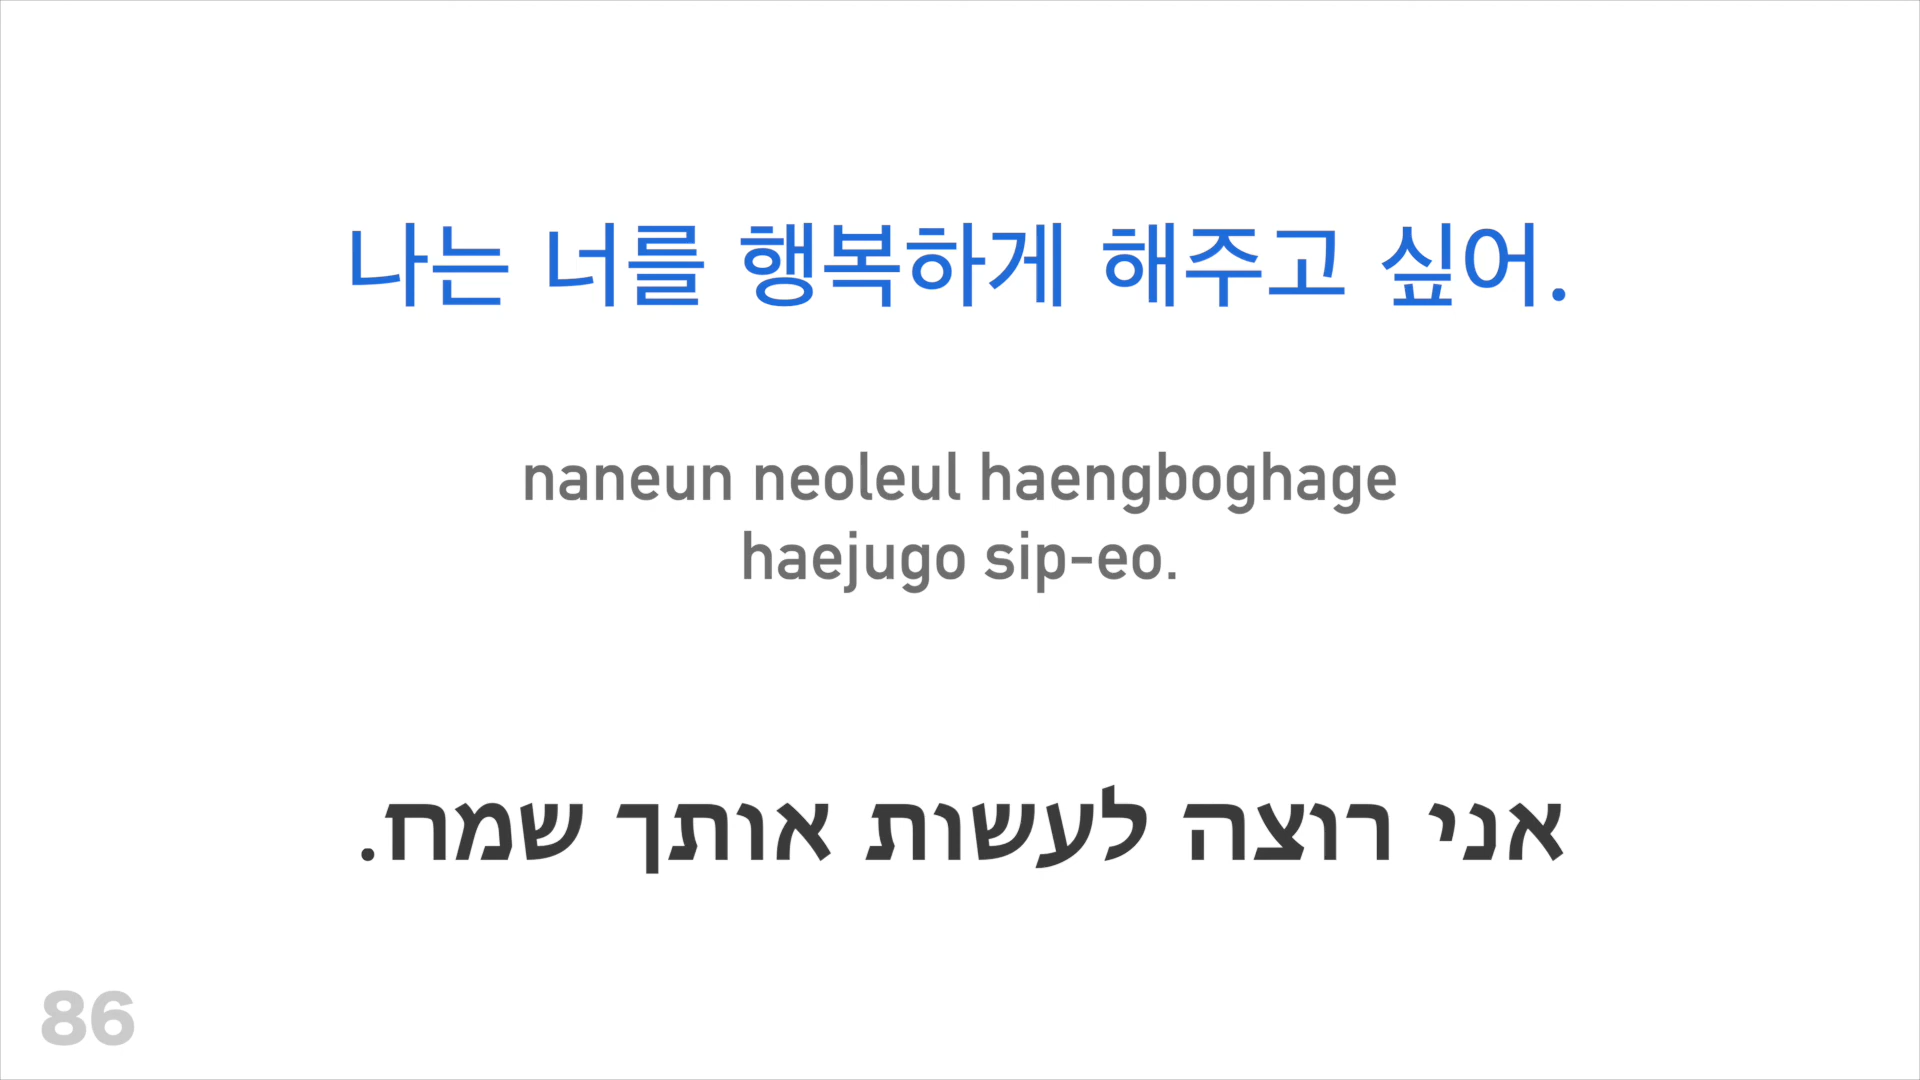 나는 너를 행복하게 해주고 싶어.
naneun neoleul haengboghage
haejugo sip-eo.
אני רוצה לעשות אותך שמח.
86